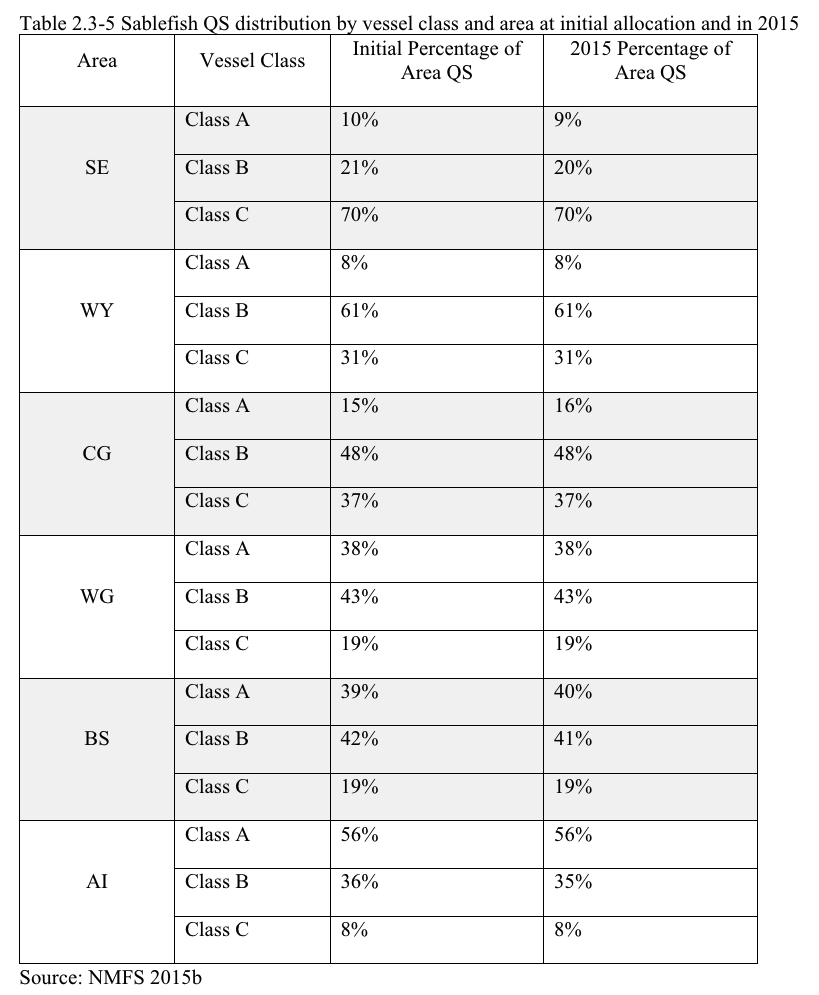 Table 2.3-5 Sablefish QS distribution by vessel class and area at initial allocation and in 2015
Area Vessel Class Initial Percentage of Area QS 2015 Percentage of Area QS
SE
Class A 10% 9%
Class B 21% 20%
Class C 70% 70%
WY
Class A 8% 8%
Class B 61% 61%
Class C 31% 31%
CG
Class A 15% 16%
Class B 48% 48%
Class C 37% 37%
WG
Class A 38% 38%
Class B 43% 43%
Class C 19% 19%
BS
Class A 39% 40%
Class B 42% 41%
Class C 19% 19%
AI
Class A 56% 56%
Class B 36% 35%
Class C 8% 8%
Source: NMFS 2015b